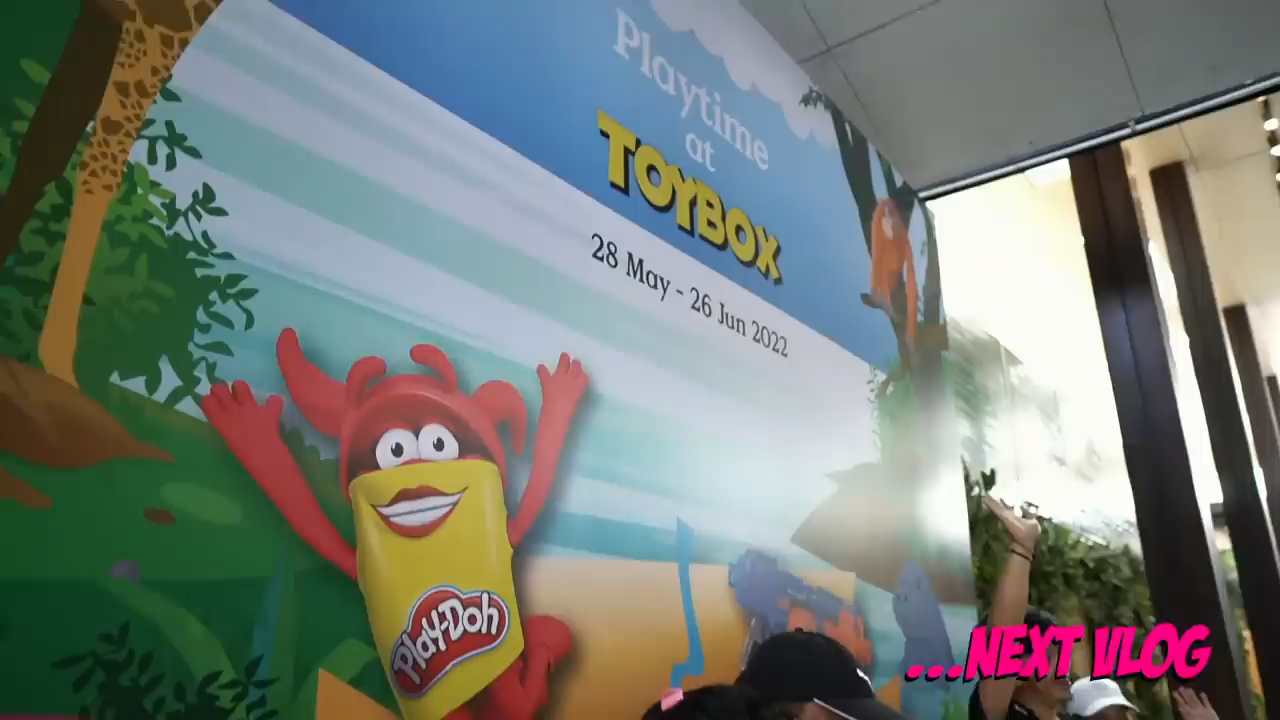 Playtime
at
TOYBOX
28 May - 26 Jun 2022
PLAY-DOH
...NEXT VLOG